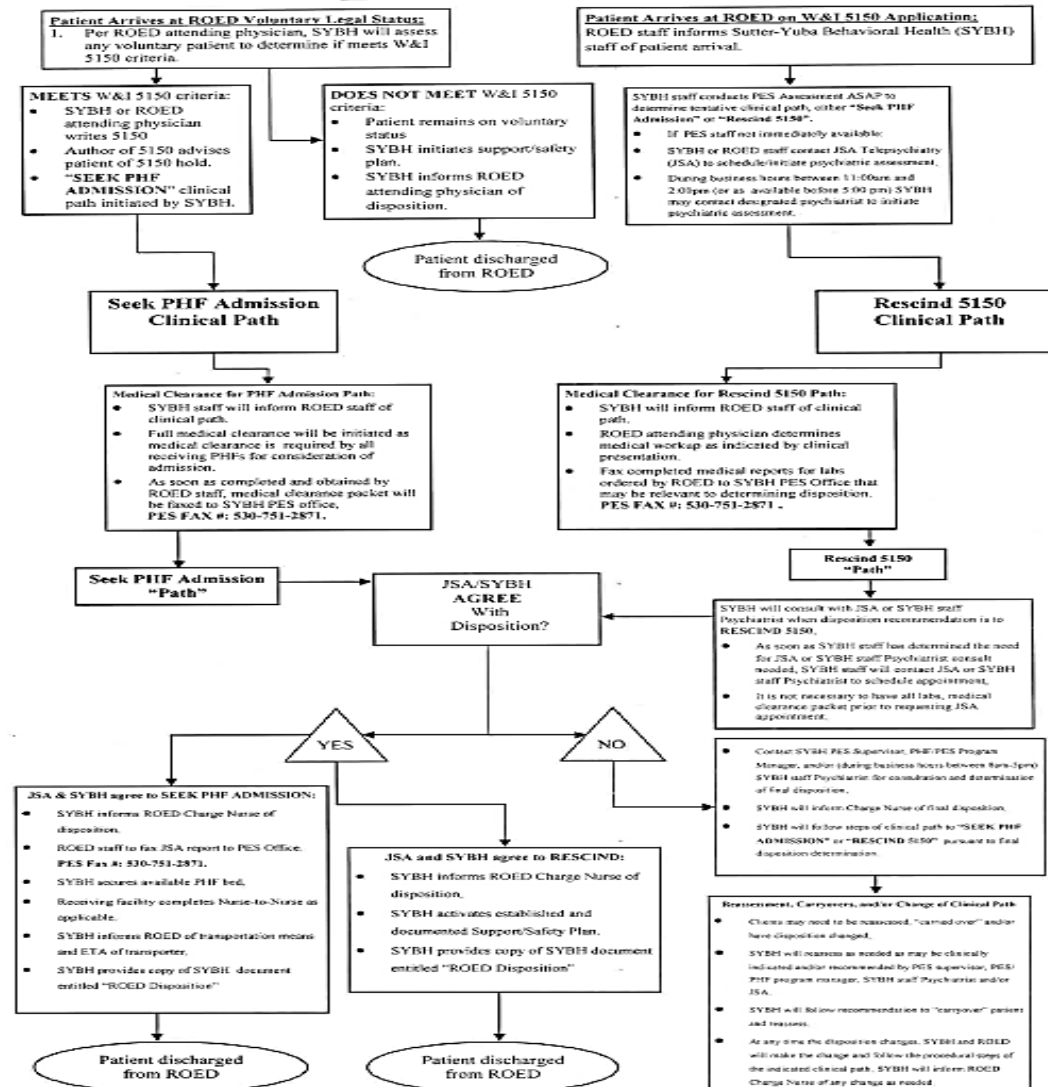 Patient Arrives at ROED Voluntary Legal Status:
1. Per ROED attending physician, SYBH will assess
any voluntary patient to determine if meets W&I
5150 criteria.
Patient Arrives at ROED on W&I 5150 Application:
ROED staff informs Sutter-Yuba Behavioral Health (SYBH)
staff of patient arrival.
MEETS W&I 5150 criteria:
• SYBH or ROED
attending physician
writes 5150
• Author of 5150 advises
patient of 5150 hold.
• "SEEK PHF
ADMISSION" clinical
path initiated by SYBH.
DOES NOT MEET W&I 5150
criteria:
• Patient remains on voluntary
status
• SYBH initiates support/safety
plan.
• SYBH informs ROED
attending physician of
disposition.
SYBH staff conducts PES Assessment ASAP to
determine tentative clinical path, either "Seek PHF
Admission" or "Rescind 5150".
• If PES staff not immediately available:
• SYBH or ROED staff contact JSA Telepsychiatry
(JSA) to schedule/initiate psychiatric assessment.
• During business hours between 11:00am and
2:00pm (or as available before 5:00 pm) SYBH
may contact designated psychiatrist to initiate
psychiatric assessment.
Patient discharged
from ROED
Seek PHF Admission
Clinical Path
Rescind 5150
Clinical Path
Medical Clearance for PHF Admission Path:
• SYBH staff will inform ROED staff of
clinical path.
• Full medical clearance will be initiated as
medical clearance is required by all
receiving PHFs for consideration of
admission.
• As soon as completed and obtained by
ROED staff, medical clearance packet will
be faxed to SYBH PES office.
PES FAX #: 530-751-2871.
Medical Clearance for Rescind 5150 Path:
• SYBH will inform ROED staff of clinical
path.
• ROED attending physician determines
medical workup as indicated by clinical
presentation.
• Fax completed medical reports for labs
ordered by ROED to SYBH PES Office that
may be relevant to determining disposition.
PES FAX #: 530-751-2871 .
Seek PHF Admission
"Path"
JSA/SYBH
AGREE
With
Disposition?
Rescind 5150
"Path"
SYBH will consult with JSA or SYBH staff
Psychiatrist when disposition recommendation is to
RESCIND 5150.
• As soon as SYBH staff has determined the need
for JSA or SYBH staff Psychiatrist consult
needed, SYBH staff will contact JSA or SYBH
staff Psychiatrist to schedule appointment.
• It is not necessary to have all labs, medical
clearance packet prior to requesting JSA
appointment.
YES
NO
• Contact SYBH PES Supervisor, PHF/PES Program
Manager, and/or (during business hours between 8am-5pm)
SYBH staff Psychiatrist for consultation and determination
of final disposition.
• SYBH will inform Charge Nurse of final disposition.
• SYBH will follow steps of clinical path to "SEEK PHF
ADMISSION" or "RESCIND 5150" pursuant to final
disposition determination.
JSA & SYBH agree to SEEK PHF ADMISSION:
• SYBH informs ROED Charge Nurse of
disposition.
• ROED staff to fax JSA report to PES Office.
PES Fax #: 530-751-2871.
• SYBH secures available PHF bed.
• Receiving facility completes Nurse-to-Nurse as
applicable.
• SYBH informs ROED of transportation means
and ETA of transporter.
• SYBH provides copy of SYBH document
entitled "ROED Disposition"
JSA and SYBH agree to RESCIND:
• SYBH informs ROED Charge Nurse of
disposition.
• SYBH activates established and
documented Support/Safety Plan.
• SYBH provides copy of SYBH document
entitled "ROED Disposition"
Reassessment, Carryovers, and/or Change of Clinical Path
• Clients may need to be reassessed, "carried over" and/or
have disposition changed.
• SYBH will reassess as needed as may be clinically
indicated and/or recommended by PES supervisor, PES/
PHF program manager, SYBH staff Psychiatrist and/or
JSA.
• SYBH will follow recommendation to "carryover" patient
and reassess.
• At any time the disposition changes, SYBH and ROED
will make the change and follow the procedural steps of
the indicated clinical path. SYBH will inform ROED
Charge Nurse of any change as needed
Patient discharged
from ROED
Patient discharged
from ROED